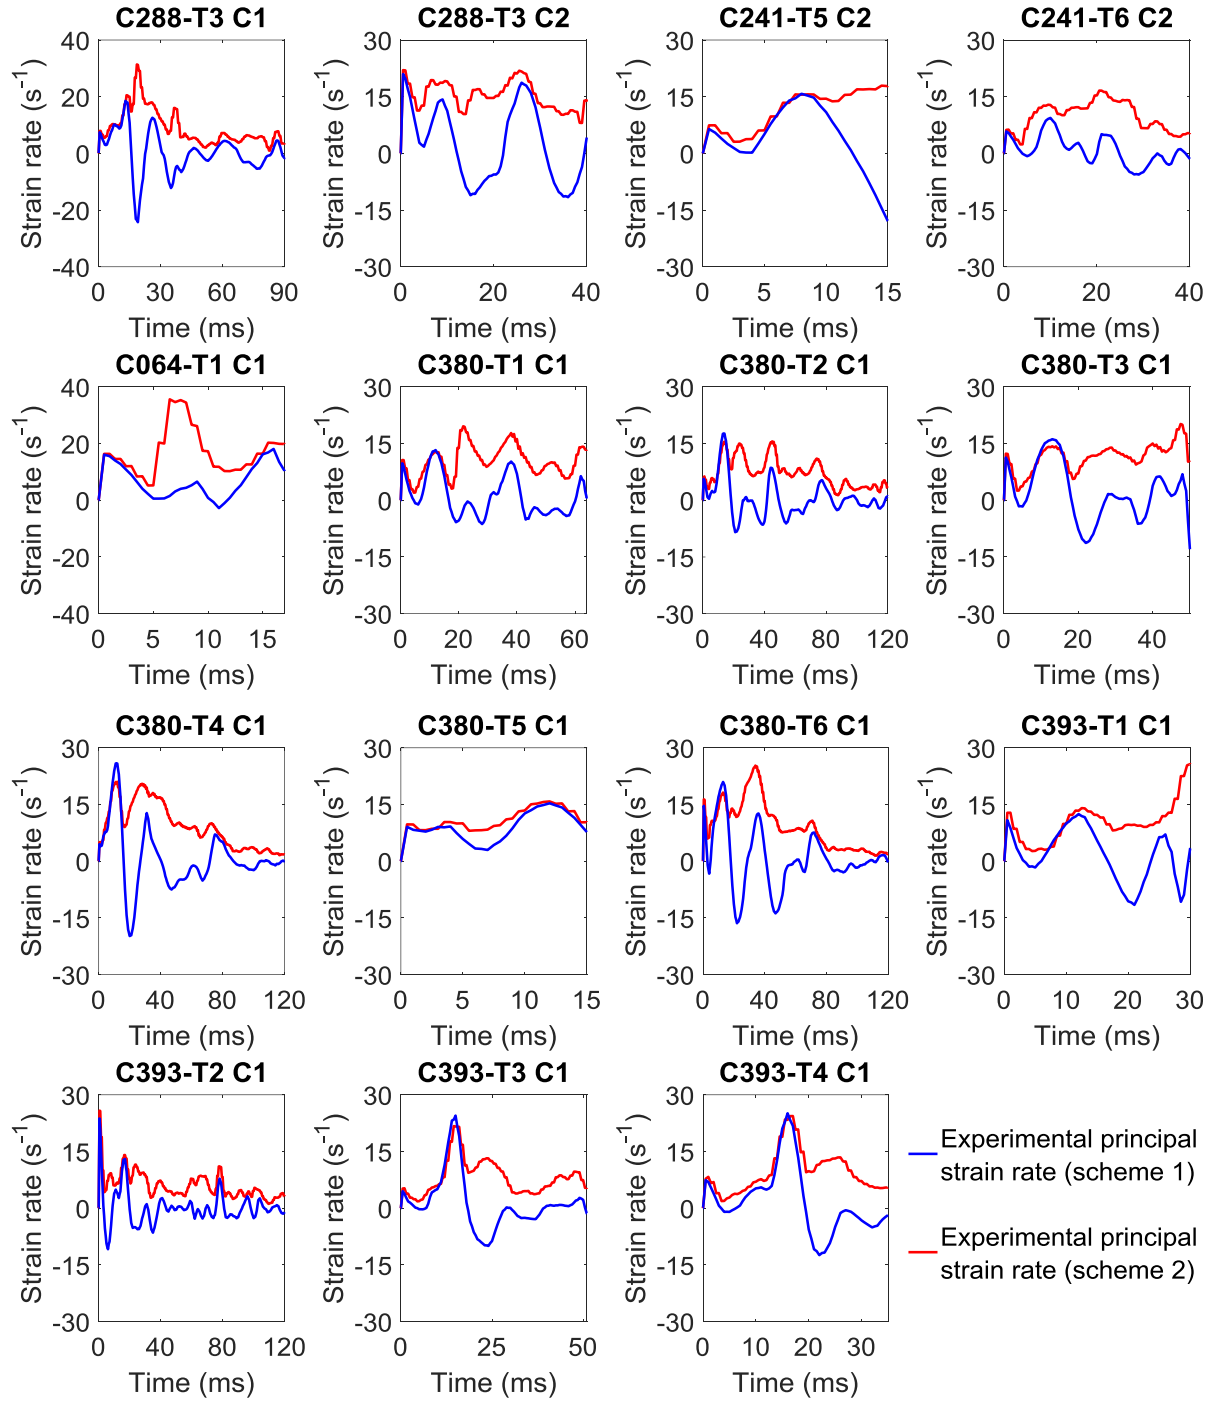 C288-T3 C1
C288-T3 C2
C241-T5 C2
C241-T6 C2
Strain rate (s⁻¹)
40
20
0
-20
-40
0 30 60 90
Time (ms)
Strain rate (s⁻¹)
30
15
0
-15
-30
0 20 40
Time (ms)
Strain rate (s⁻¹)
30
15
0
-15
-30
0 5 10 15
Time (ms)
Strain rate (s⁻¹)
30
15
0
-15
-30
0 20 40
Time (ms)
C064-T1 C1
C380-T1 C1
C380-T2 C1
C380-T3 C1
Strain rate (s⁻¹)
40
20
0
-20
-40
0 5 10 15
Time (ms)
Strain rate (s⁻¹)
30
15
0
-15
-30
0 20 40 60
Time (ms)
Strain rate (s⁻¹)
30
15
0
-15
-30
0 40 80 120
Time (ms)
Strain rate (s⁻¹)
30
15
0
-15
-30
0 20 40
Time (ms)
C380-T4 C1
C380-T5 C1
C380-T6 C1
C393-T1 C1
Strain rate (s⁻¹)
30
15
0
-15
-30
0 40 80 120
Time (ms)
Strain rate (s⁻¹)
30
15
0
-15
-30
0 5 10 15
Time (ms)
Strain rate (s⁻¹)
30
15
0
-15
-30
0 40 80 120
Time (ms)
Strain rate (s⁻¹)
30
15
0
-15
-30
0 10 20 30
Time (ms)
C393-T2 C1
C393-T3 C1
C393-T4 C1
Strain rate (s⁻¹)
30
15
0
-15
-30
0 40 80 120
Time (ms)
Strain rate (s⁻¹)
30
15
0
-15
-30
0 25 50
Time (ms)
Strain rate (s⁻¹)
30
15
0
-15
-30
0 10 20 30
Time (ms)
Experimental principal
strain rate (scheme 1)
Experimental principal
strain rate (scheme 2)